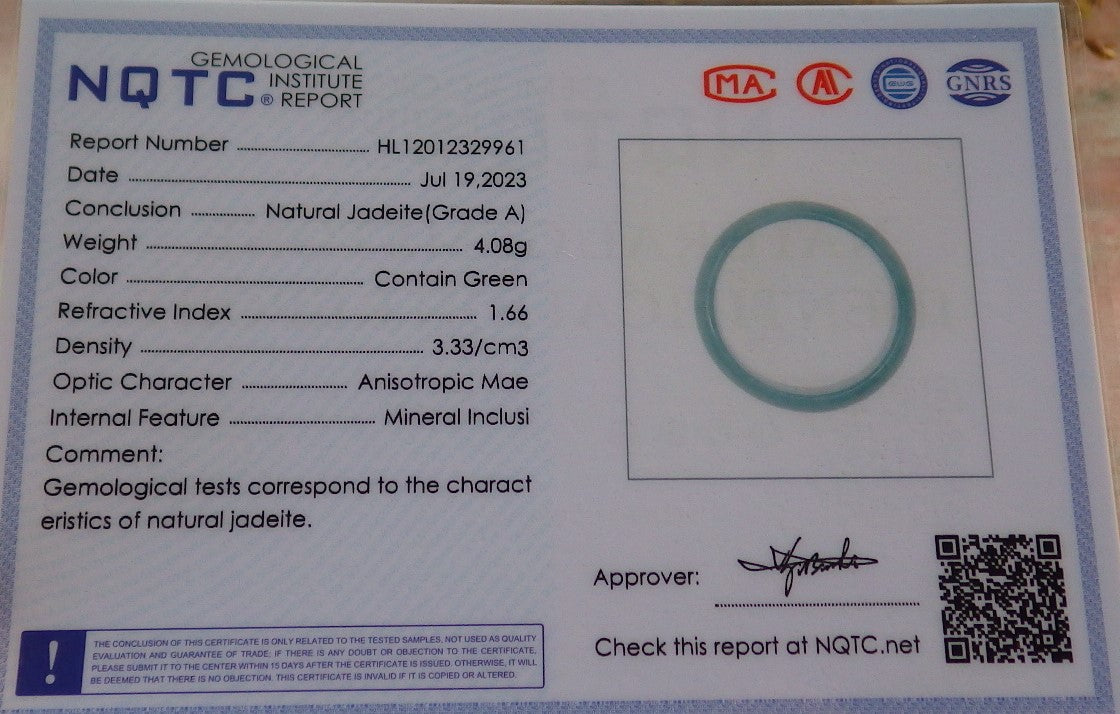 NQTC® GEMOLOGICAL
INSTITUTE
REPORT
MA
AL
GNRS
Report Number ........ HL12012329961
Date ........ Jul 19,2023
Conclusion ........ Natural Jadeite(Grade A)
Weight ........ 4.08g
Color ........ Contain Green
Refractive Index ........ 1.66
Density ........ 3.33/cm3
Optic Character ........ Anisotropic Mae
Internal Feature ........ Mineral Inclusi
Comment:
Gemological tests correspond to the charact
eristics of natural jadeite.
! THE CONCLUSION OF THIS CERTIFICATE IS ONLY RELATED TO THE TESTED SAMPLES, NOT USED AS QUALITY
EVALUATION AND GUARANTEE OF TRADE; IF THERE IS ANY DOUBT OR OBJECTION TO THE CERTIFICATE,
PLEASE SUBMIT IT TO THE CENTER WITHIN 15 DAYS AFTER THE CERTIFICATE IS ISSUED. OTHERWISE, IT WILL
BE DEEMED THAT THERE IS NO OBJECTION. THIS CERTIFICATE IS INVALID IF IT IS COPIED OR ALTERED.
Approver:
Check this report at NQTC.net